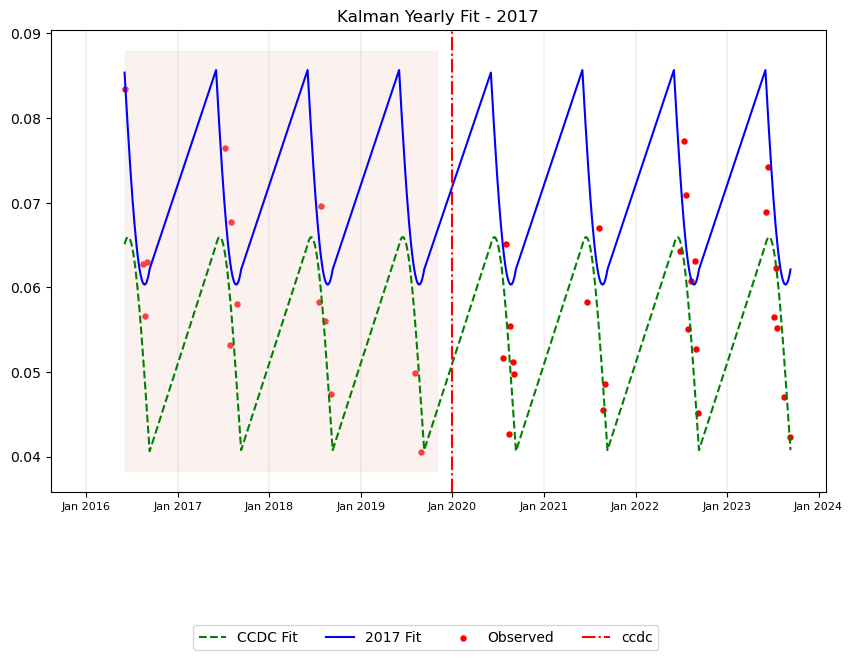 Kalman Yearly Fit - 2017
0.09
0.08
0.07
0.06
0.05
0.04
Jan 2016 Jan 2017 Jan 2018 Jan 2019 Jan 2020 Jan 2021 Jan 2022 Jan 2023 Jan 2024
CCDC Fit 2017 Fit Observed ccdc